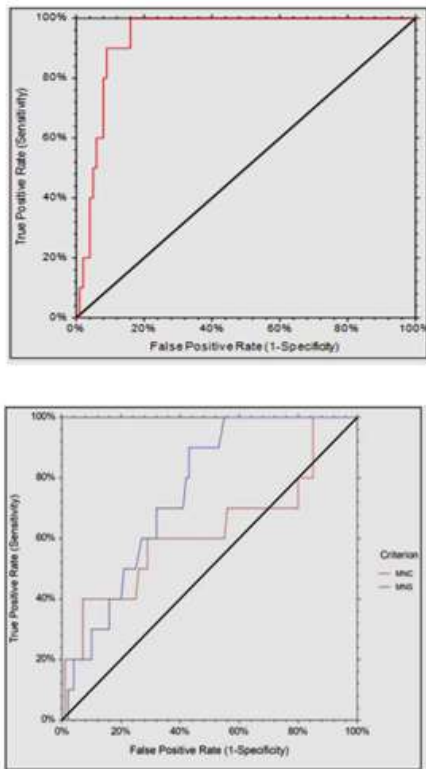 100%
80%
60%
40%
20%
0%
True Positive Rate (Sensitivity)
0% 20% 40% 60% 80% 100%
False Positive Rate (1-Specificity)
100%
80%
60%
40%
20%
0%
True Positive Rate (Sensitivity)
0% 20% 40% 60% 80% 100%
False Positive Rate (1-Specificity)
Criterion
MNC
MNS